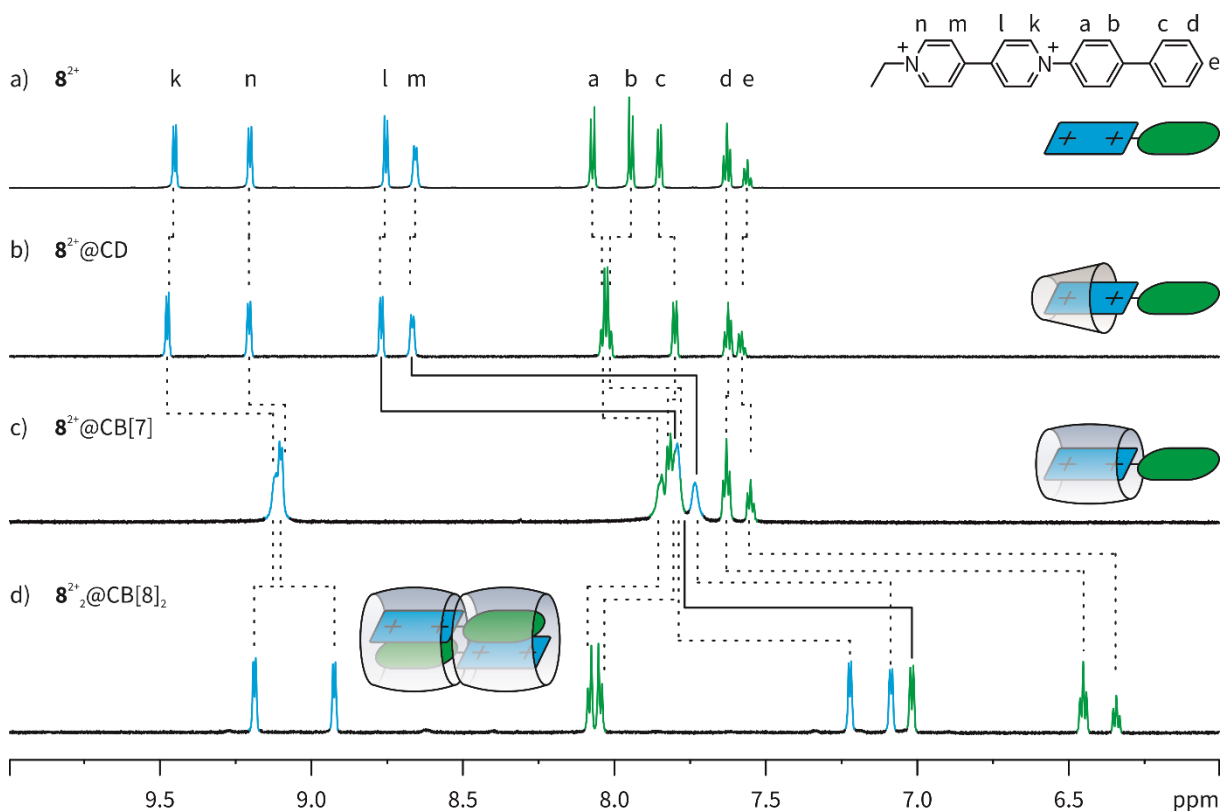 n m l k a b c d
+ N + N e
a) 8²⁺ k n l m a b c d e
+ +
b) 8²⁺@CD
+ +
c) 8²⁺@CB[7]
+ +
d) 8²⁺₂@CB[8]₂
+ +
+ +
9.5 9.0 8.5 8.0 7.5 7.0 6.5 ppm